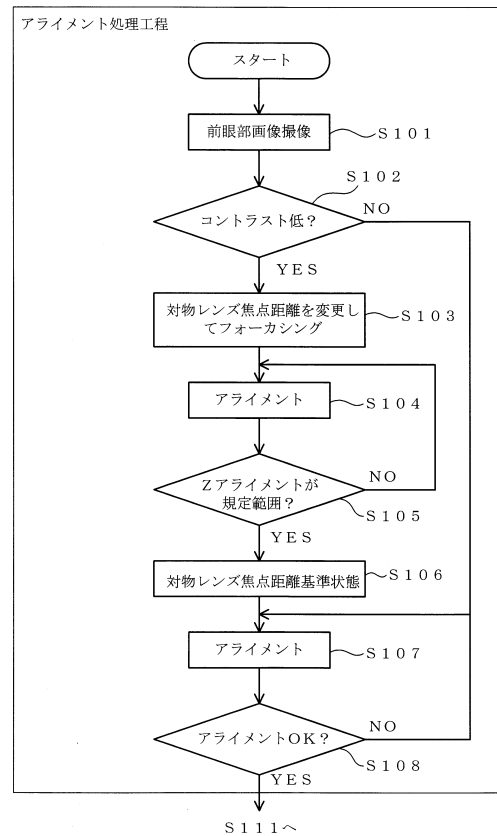 アライメント処理工程
スタート
前眼部画像撮像
S101
S102
コントラスト低？
NO
YES
対物レンズ焦点距離を変更し
てフォーカシング
S103
アライメント
S104
Zアライメントが
規定範囲？
NO
S105
YES
対物レンズ焦点距離基準状態
S106
アライメント
S107
アライメントOK？
NO
S108
YES
S111へ